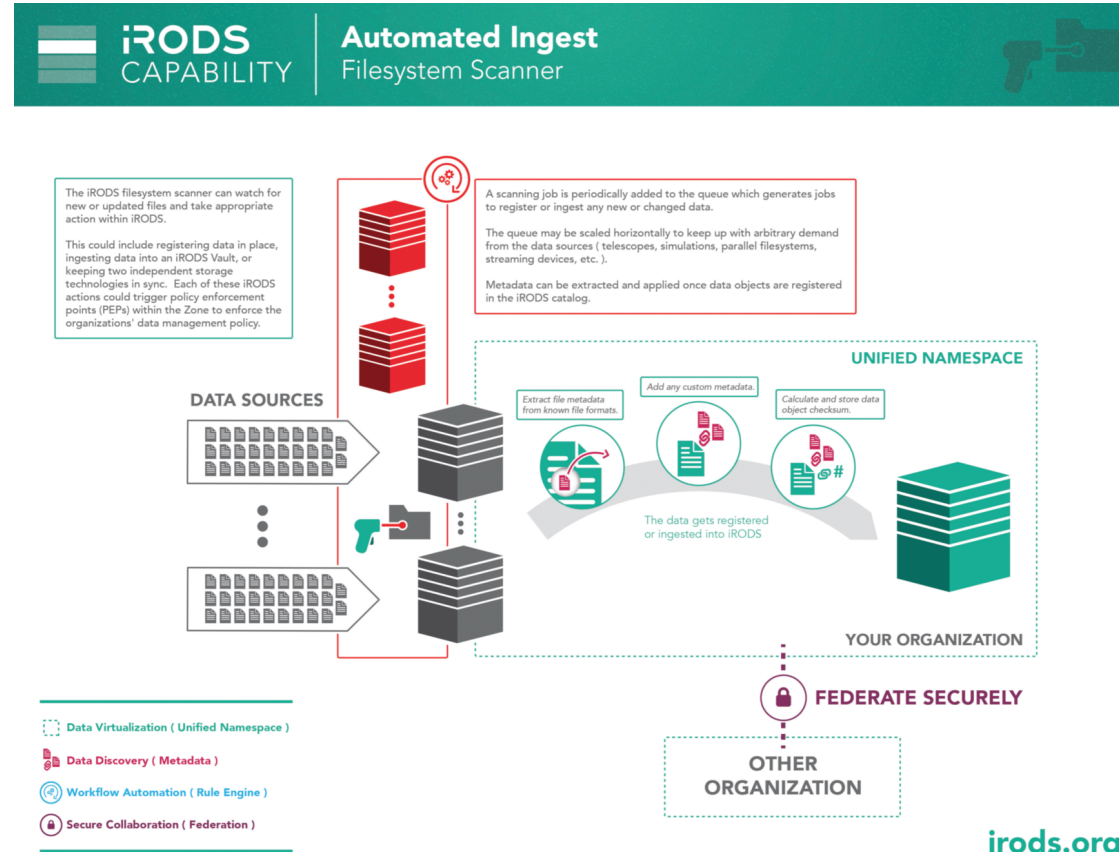 iRODS
CAPABILITY
Automated Ingest
Filesystem Scanner
The iRODS filesystem scanner can watch for
new or updated files and take appropriate
action within iRODS.
This could include registering data in place,
ingesting data into an iRODS Vault, or
keeping two independent storage
technologies in sync. Each of these iRODS
actions could trigger policy enforcement
points (PEPs) within the Zone to enforce the
organizations' data management policy.
A scanning job is periodically added to the queue which generates jobs
to register or ingest any new or changed data.
The queue may be scaled horizontally to keep up with arbitrary demand
from the data sources ( telescopes, simulations, parallel filesystems,
streaming devices, etc. ).
Metadata can be extracted and applied once data objects are registered
in the iRODS catalog.
UNIFIED NAMESPACE
DATA SOURCES
Extract file metadata
from known file formats.
Add any custom metadata.
Calculate and store data
object checksum.
#
The data gets registered
or ingested into iRODS
YOUR ORGANIZATION
FEDERATE SECURELY
OTHER
ORGANIZATION
Data Virtualization ( Unified Namespace )
Data Discovery ( Metadata )
Workflow Automation ( Rule Engine )
Secure Collaboration ( Federation )
irods.org